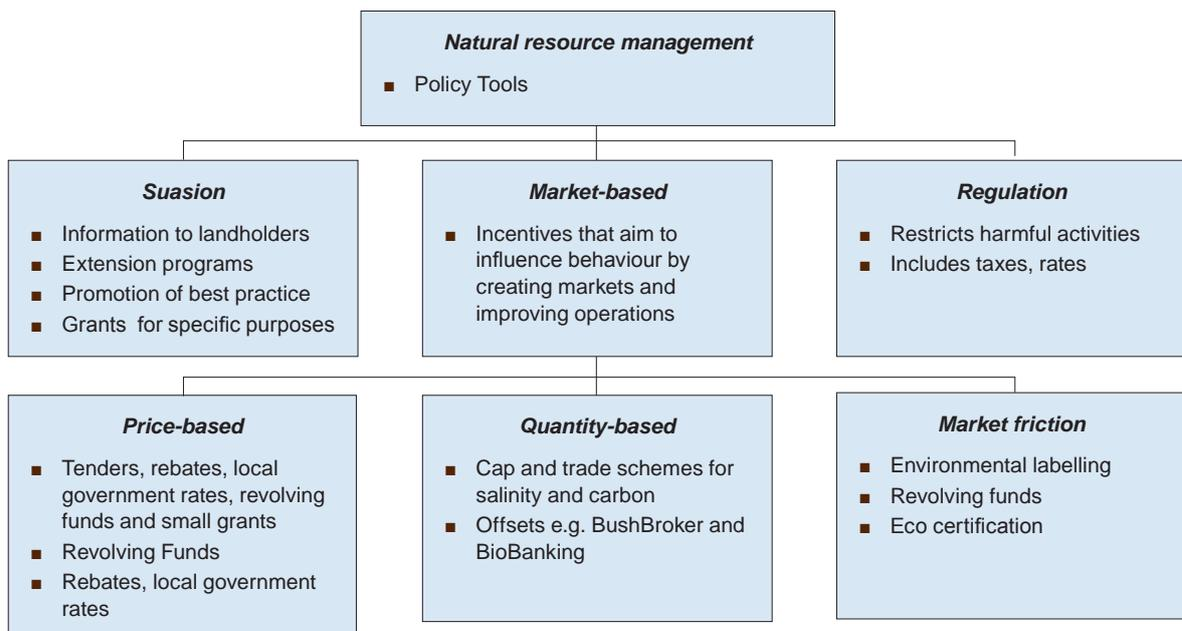 Natural resource management
■ Policy Tools
Suasion
■ Information to landholders
■ Extension programs
■ Promotion of best practice
■ Grants for specific purposes
Market-based
■ Incentives that aim to
influence behaviour by
creating markets and
improving operations
Regulation
■ Restricts harmful activities
■ Includes taxes, rates
Price-based
■ Tenders, rebates, local
government rates, revolving
funds and small grants
■ Revolving Funds
■ Rebates, local government
rates
Quantity-based
■ Cap and trade schemes for
salinity and carbon
■ Offsets e.g. BushBroker and
BioBanking
Market friction
■ Environmental labelling
■ Revolving funds
■ Eco certification